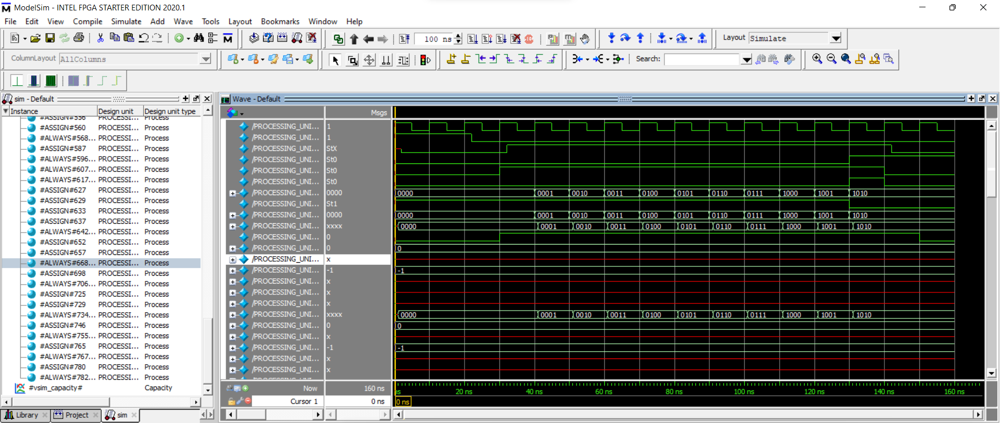 ModelSim - INTEL FPGA STARTER EDITION 2020.1
File Edit View Compile Simulate Add Wave Tools Layout Bookmarks Window Help
100 ns Layout Simulate
ColumnLayout AllColumns Search:
sim - Default
Instance Design unit Design unit type
#ASSIGN#556 PROCESSI... Process
#ASSIGN#560 PROCESSI... Process
#ALWAYS#568... PROCESSI... Process
#ASSIGN#587 PROCESSI... Process
#ALWAYS#596... PROCESSI... Process
#ALWAYS#607... PROCESSI... Process
#ALWAYS#617... PROCESSI... Process
#ASSIGN#627 PROCESSI... Process
#ASSIGN#629 PROCESSI... Process
#ASSIGN#633 PROCESSI... Process
#ASSIGN#637 PROCESSI... Process
#ALWAYS#642... PROCESSI... Process
#ASSIGN#652 PROCESSI... Process
#ASSIGN#657 PROCESSI... Process
#ALWAYS#668... PROCESSI... Process
#ASSIGN#698 PROCESSI... Process
#ALWAYS#706... PROCESSI... Process
#ASSIGN#725 PROCESSI... Process
#ASSIGN#729 PROCESSI... Process
#ALWAYS#734... PROCESSI... Process
#ASSIGN#746 PROCESSI... Process
#ALWAYS#755... PROCESSI... Process
#ASSIGN#765 PROCESSI... Process
#ALWAYS#767... PROCESSI... Process
#ASSIGN#780 PROCESSI... Process
#ALWAYS#782... PROCESSI... Process
#vsim_capacity# Capacity
Library Project sim
Wave - Default
Msgs
/PROCESSING_UNI... 1
/PROCESSING_UNI... 1
/PROCESSING_UNI... StX
/PROCESSING_UNI... St0
/PROCESSING_UNI... St0
/PROCESSING_UNI... St0
/PROCESSING_UNI... 0000 0000 0001 0010 0011 0100 0101 0110 0111 1000 1001 1010
/PROCESSING_UNI... St1
/PROCESSING_UNI... 0000 0000 0001 0010 0011 0100 0101 0110 0111 1000 1001 1010
/PROCESSING_UNI... xxxx 0000 0001 0010 0011 0100 0101 0110 0111 1000 1001 1010
/PROCESSING_UNI... 0
/PROCESSING_UNI... 0 0
/PROCESSING_UNI... x
/PROCESSING_UNI... -1 -1
/PROCESSING_UNI... x
/PROCESSING_UNI... x
/PROCESSING_UNI... x
/PROCESSING_UNI... xxxx 0000 0001 0010 0011 0100 0101 0110 0111 1000 1001 1010
/PROCESSING_UNI... 0 0
/PROCESSING_UNI... x
/PROCESSING_UNI... -1 -1
/PROCESSING_UNI... x
/PROCESSING_UNI... x
Now 160 ns ns 20 ns 40 ns 60 ns 80 ns 100 ns 120 ns 140 ns 160 ns
Cursor 1 0 ns 0 ns